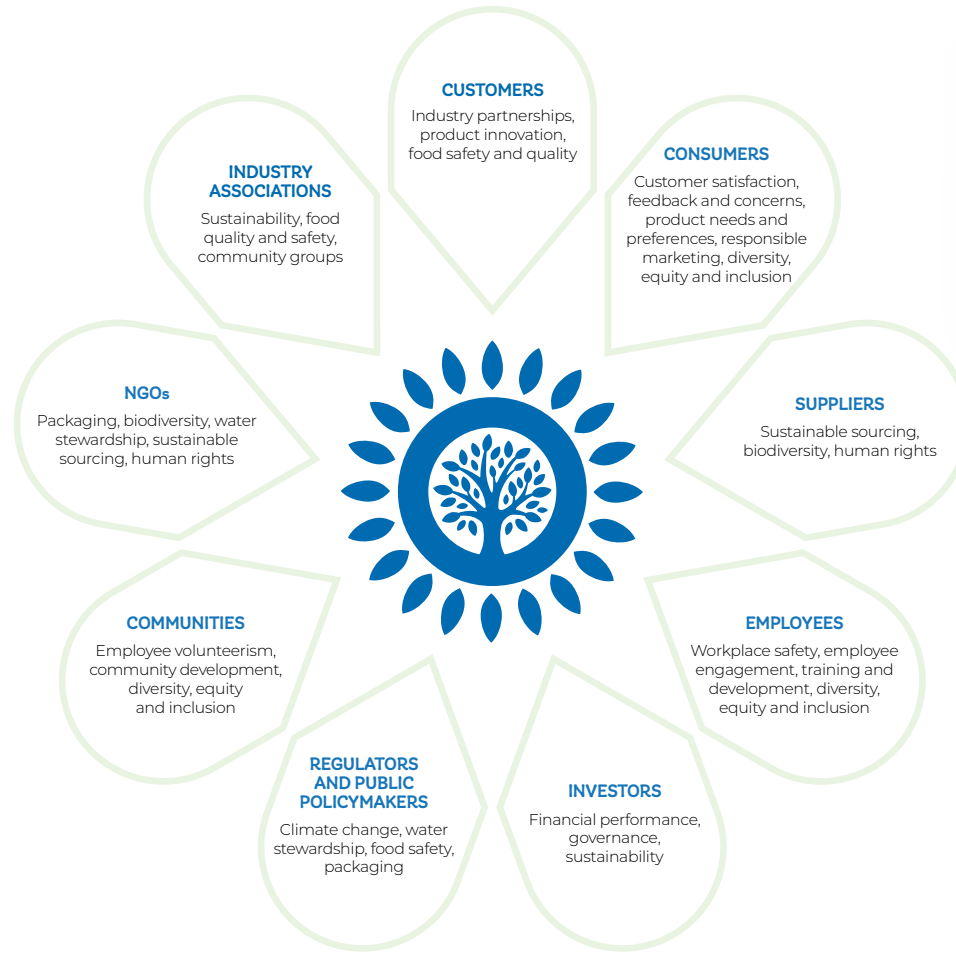 CUSTOMERS
Industry partnerships,
product innovation,
food safety and quality
CONSUMERS
Customer satisfaction,
feedback and concerns,
product needs and
preferences, responsible
marketing, diversity,
equity and inclusion
SUPPLIERS
Sustainable sourcing,
biodiversity, human rights
EMPLOYEES
Workplace safety, employee
engagement, training and
development, diversity,
equity and inclusion
INVESTORS
Financial performance,
governance,
sustainability
REGULATORS
AND PUBLIC
POLICYMAKERS
Climate change, water
stewardship, food safety,
packaging
COMMUNITIES
Employee volunteerism,
community development,
diversity, equity
and inclusion
NGOs
Packaging, biodiversity, water
stewardship, sustainable
sourcing, human rights
INDUSTRY
ASSOCIATIONS
Sustainability, food
quality and safety,
community groups